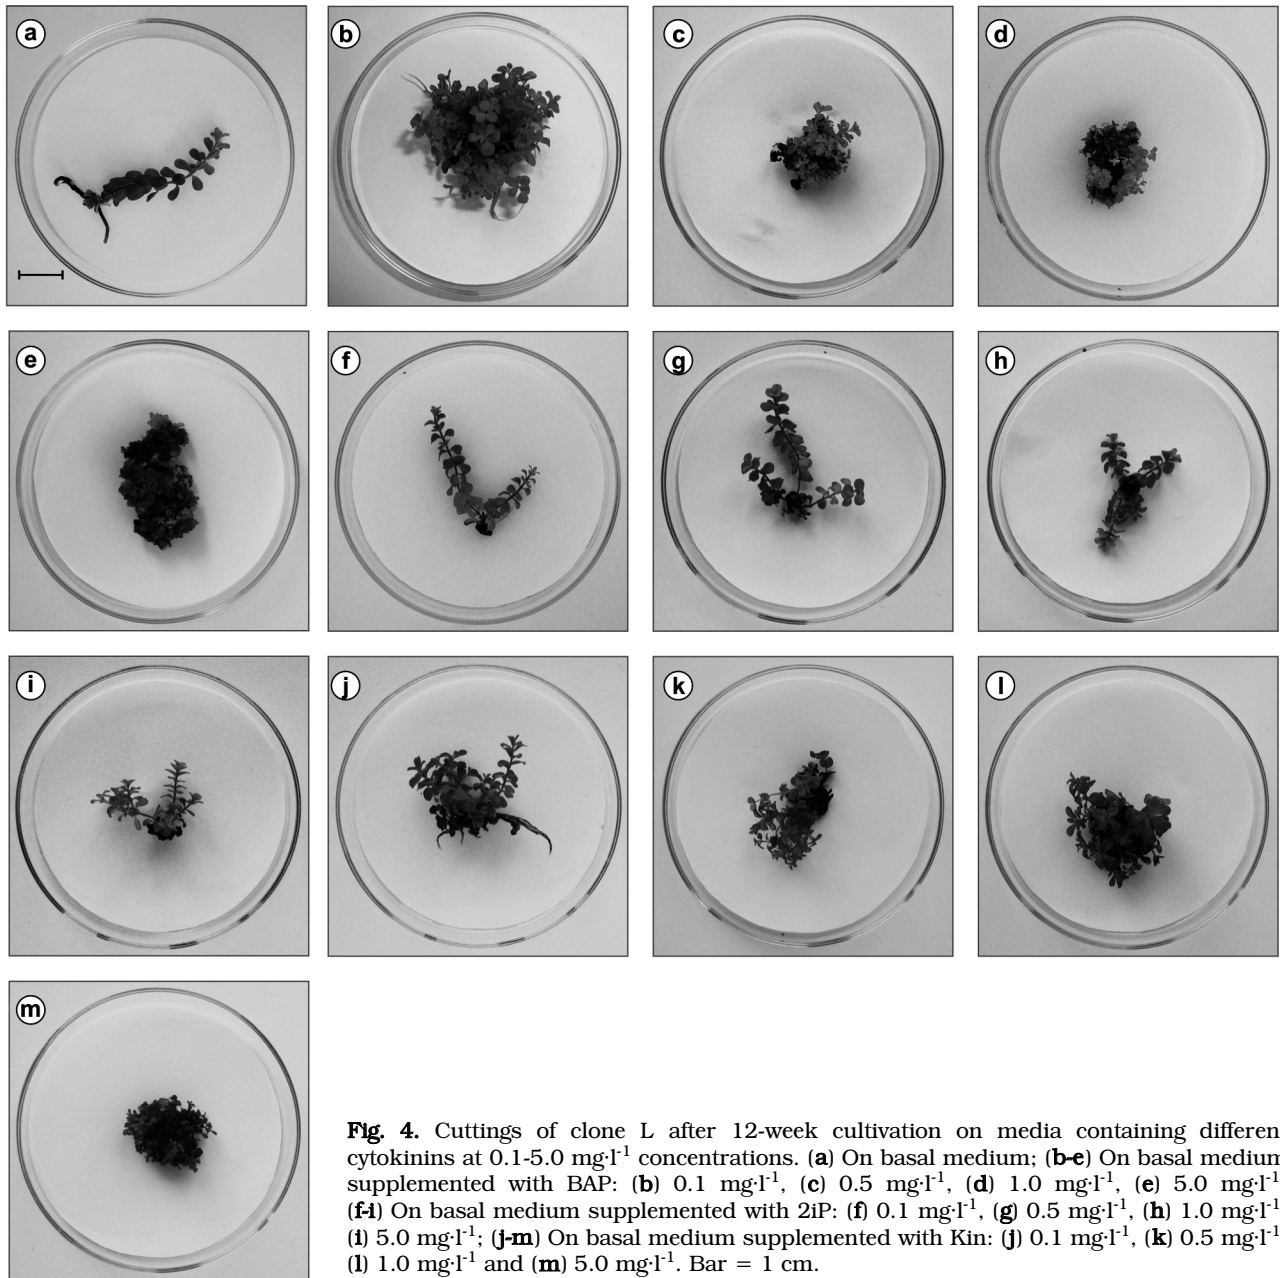 a
b
c
d
e
f
g
h
i
j
k
l
m
Fig. 4. Cuttings of clone L after 12-week cultivation on media containing differen
cytokinins at 0.1-5.0 mg·l⁻¹ concentrations. (a) On basal medium; (b-e) On basal medium
supplemented with BAP: (b) 0.1 mg·l⁻¹, (c) 0.5 mg·l⁻¹, (d) 1.0 mg·l⁻¹, (e) 5.0 mg·l⁻¹
(f-i) On basal medium supplemented with 2iP: (f) 0.1 mg·l⁻¹, (g) 0.5 mg·l⁻¹, (h) 1.0 mg·l⁻¹
(i) 5.0 mg·l⁻¹; (j-m) On basal medium supplemented with Kin: (j) 0.1 mg·l⁻¹, (k) 0.5 mg·l⁻¹
(l) 1.0 mg·l⁻¹ and (m) 5.0 mg·l⁻¹. Bar = 1 cm.